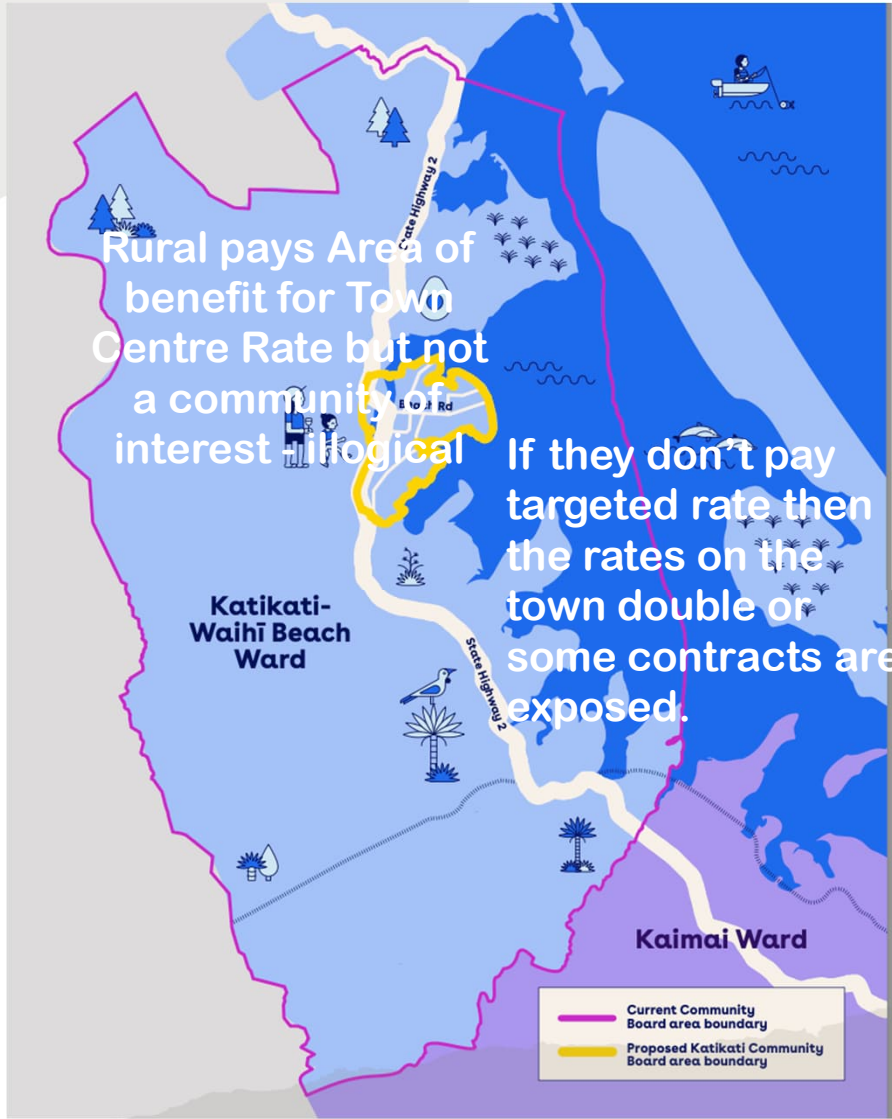 State Highway 2
Rural pays Area of
benefit for Town
Centre Rate but not
a community of
interest - illogical
Beach Rd
If they don’t pay
targeted rate then
the rates on the
town double or
some contracts are
exposed.
Katikati-
Waihī Beach
Ward
State Highway 2
Kaimai Ward
Current Community
Board area boundary
Proposed Katikati Community
Board area boundary